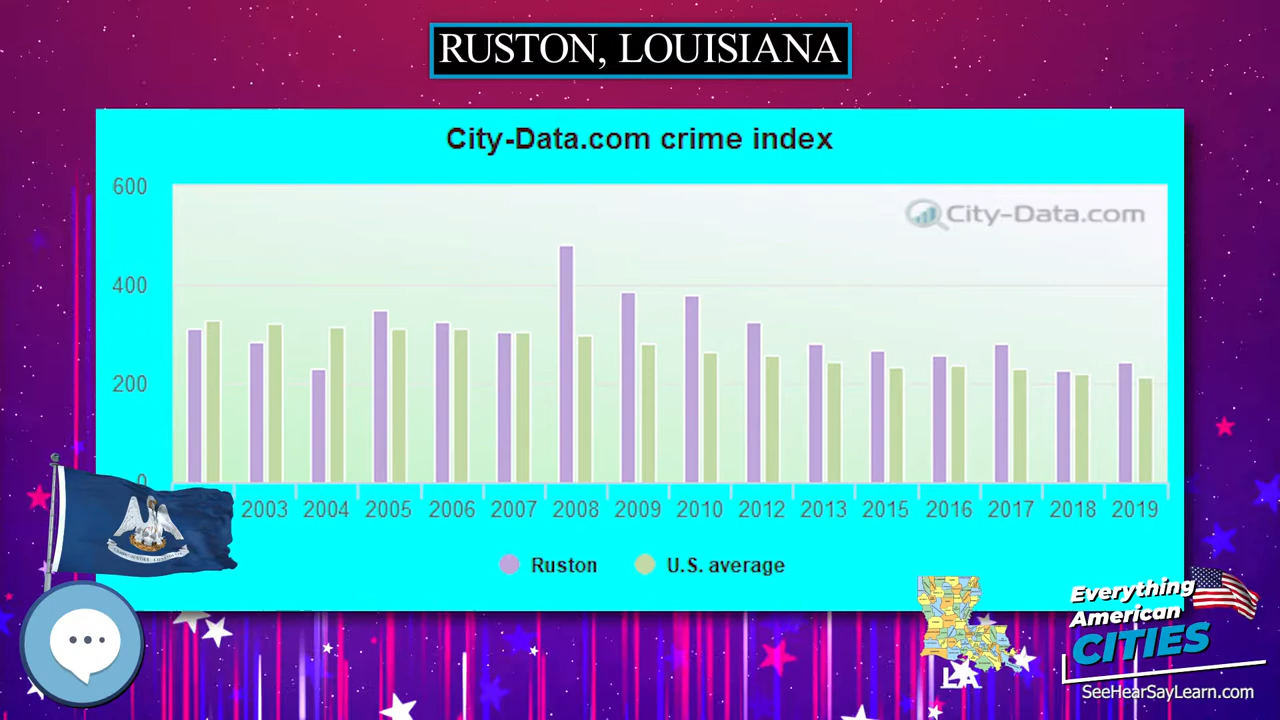 RUSTON, LOUISIANA
City-Data.com crime index
600
City-Data.com
400
200
0
2003 2004 2005 2006 2007 2008 2009 2010 2012 2013 2015 2016 2017 2018 2019
Ruston U.S. average
Everything
American
CITIES
LA
SeeHearSayLearn.com